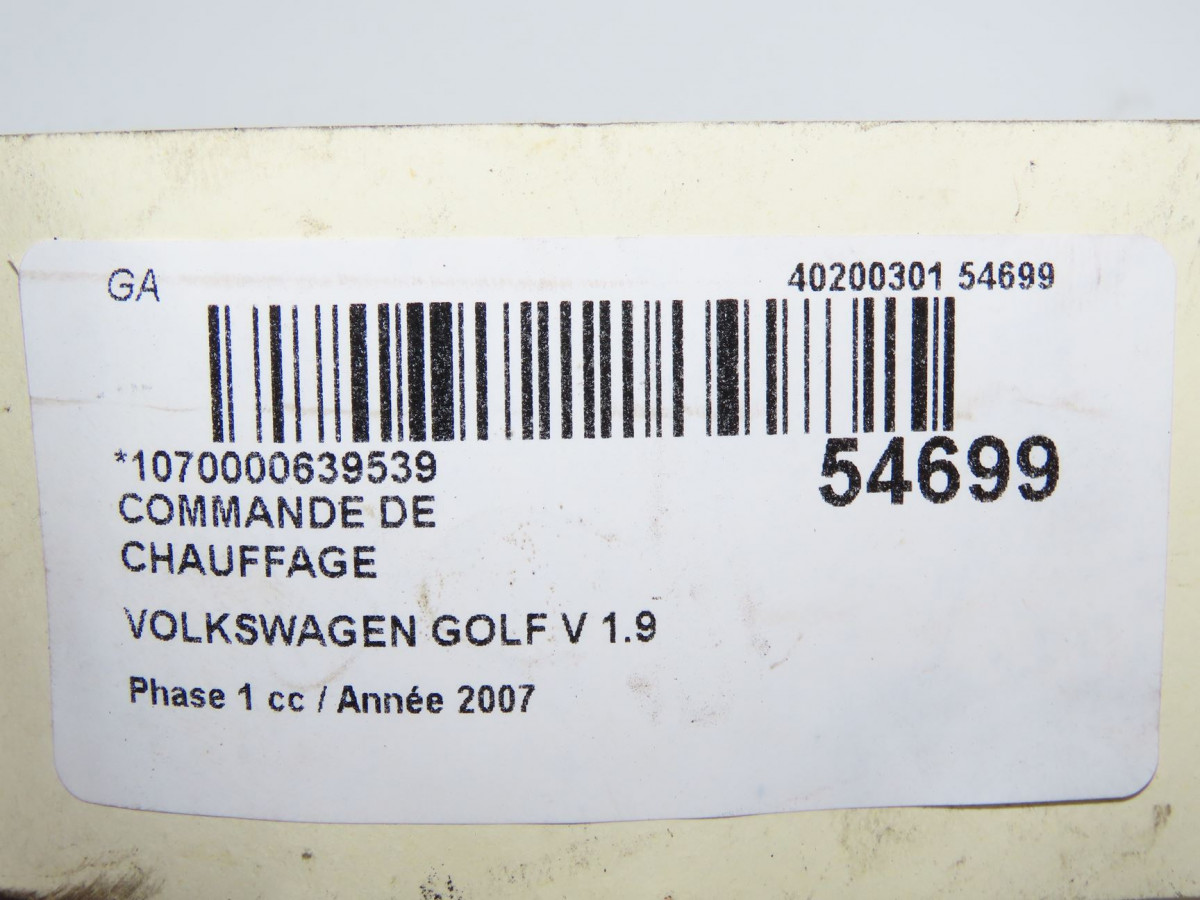 GA
40200301 54699
*1070000639539
54699
COMMANDE DE
CHAUFFAGE
VOLKSWAGEN GOLF V 1.9
Phase 1 cc / Année 2007